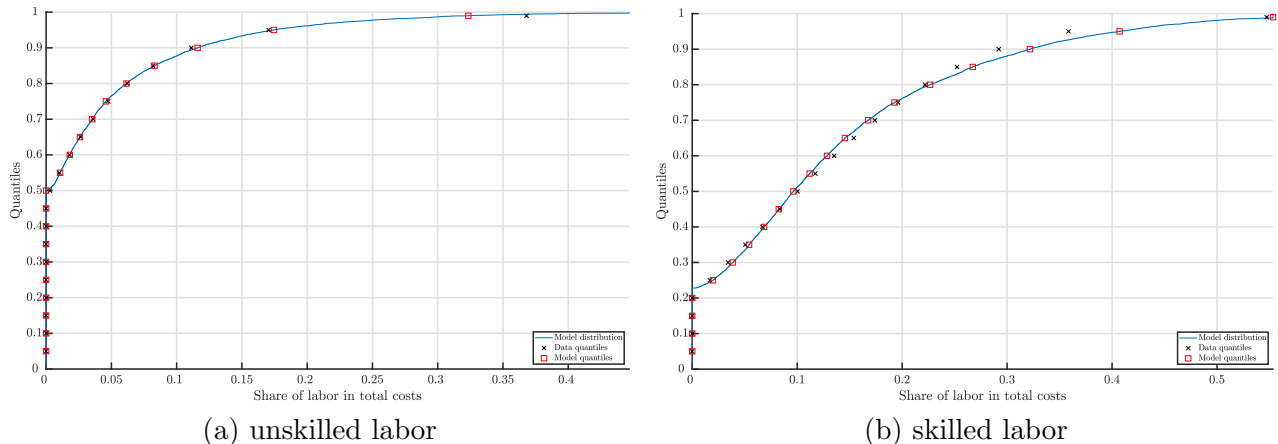 1
0.9
0.8
0.7
0.6
0.5
0.4
0.3
0.2
0.1
0
Quantiles
0 0.05 0.1 0.15 0.2 0.25 0.3 0.35 0.4
Share of labor in total costs
Model distribution
Data quantiles
Model quantiles
(a) unskilled labor
1
0.9
0.8
0.7
0.6
0.5
0.4
0.3
0.2
0.1
0
Quantiles
0 0.1 0.2 0.3 0.4 0.5
Share of labor in total costs
Model distribution
Data quantiles
Model quantiles
(b) skilled labor